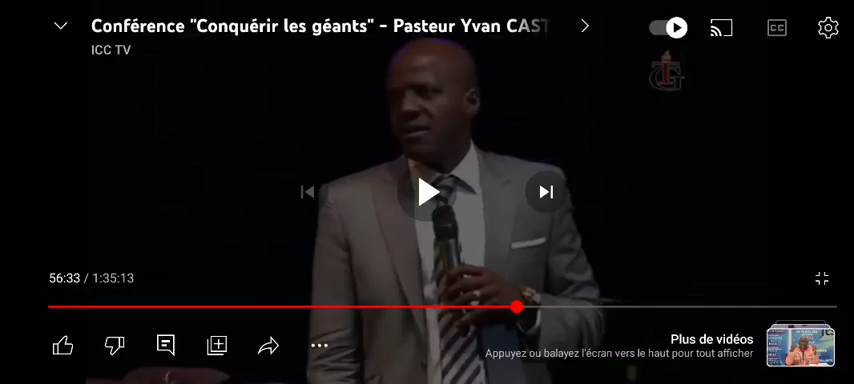 Conférence "Conquérir les géants" - Pasteur Yvan CAST
ICC TV
CC
56:33 / 1:35:13
Plus de vidéos
Appuyez ou balayez l'écran vers le haut pour tout afficher